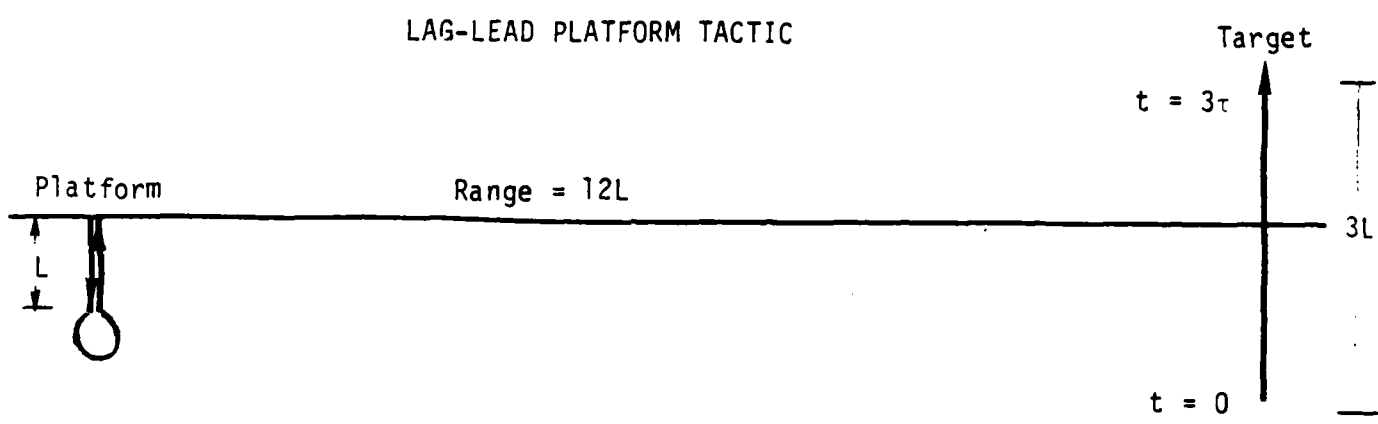 LAG-LEAD PLATFORM TACTIC
Target
t = 3τ
Platform
Range = 12L
3L
L
t = 0